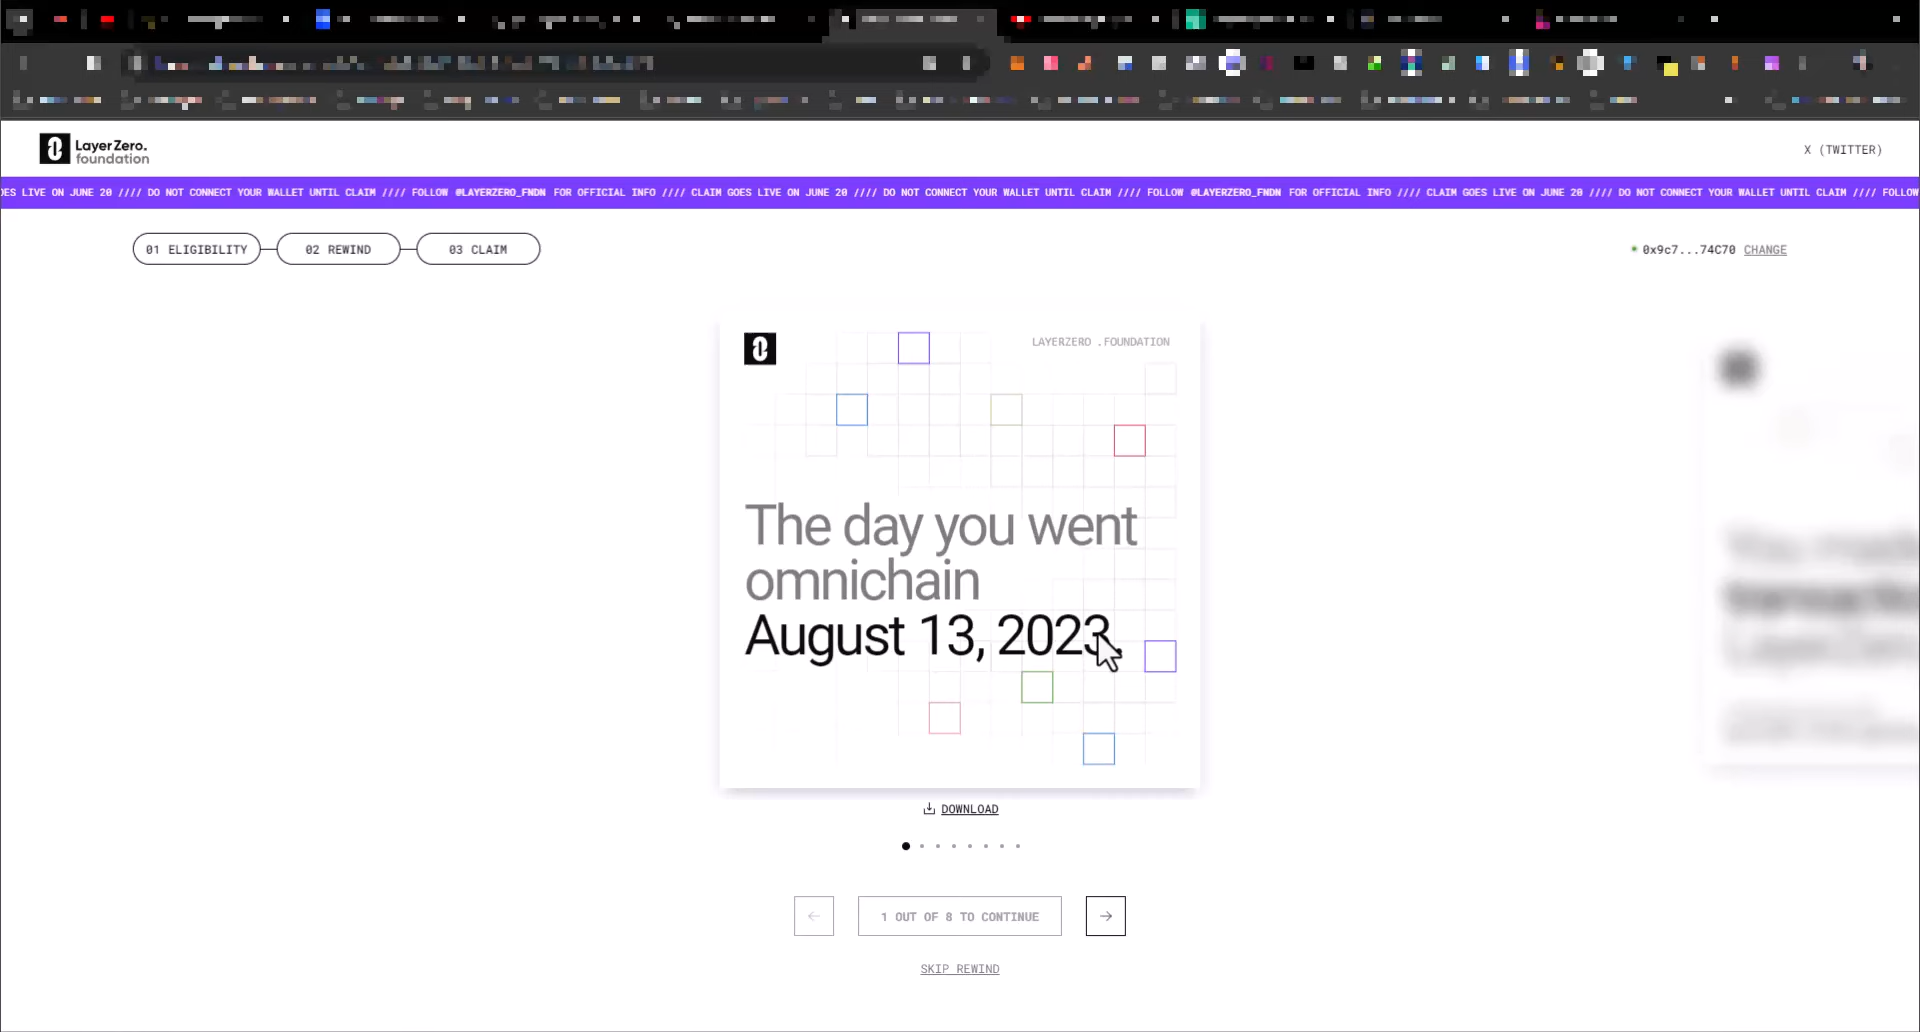 LayerZero.
foundation
X (TWITTER)
OES LIVE ON JUNE 20 //// DO NOT CONNECT YOUR WALLET UNTIL CLAIM //// FOLLOW @LAYERZERO_FNDN FOR OFFICIAL INFO //// CLAIM GOES LIVE ON JUNE 20 //// DO NOT CONNECT YOUR WALLET UNTIL CLAIM //// FOLLOW @LAYERZERO_FNDN FOR OFFICIAL INFO //// CLAIM GOES LIVE ON JUNE 20 //// DO NOT CONNECT YOUR WALLET UNTIL CLAIM //// FOLLOW
01 ELIGIBILITY 02 REWIND 03 CLAIM
0x9c7...74C70 CHANGE
LAYERZERO .FOUNDATION
The day you went
omnichain
August 13, 2023.
DOWNLOAD
1 OUT OF 8 TO CONTINUE
SKIP REWIND